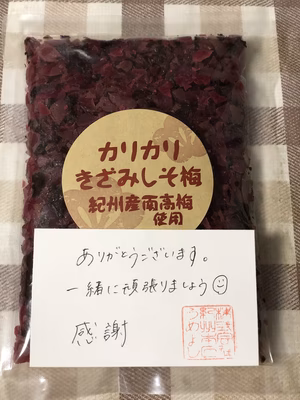 カリカリ
きざみしそ梅
紀州産南高梅
使用
ありがとうございます。
一緒に頑張りましょう☺
感謝